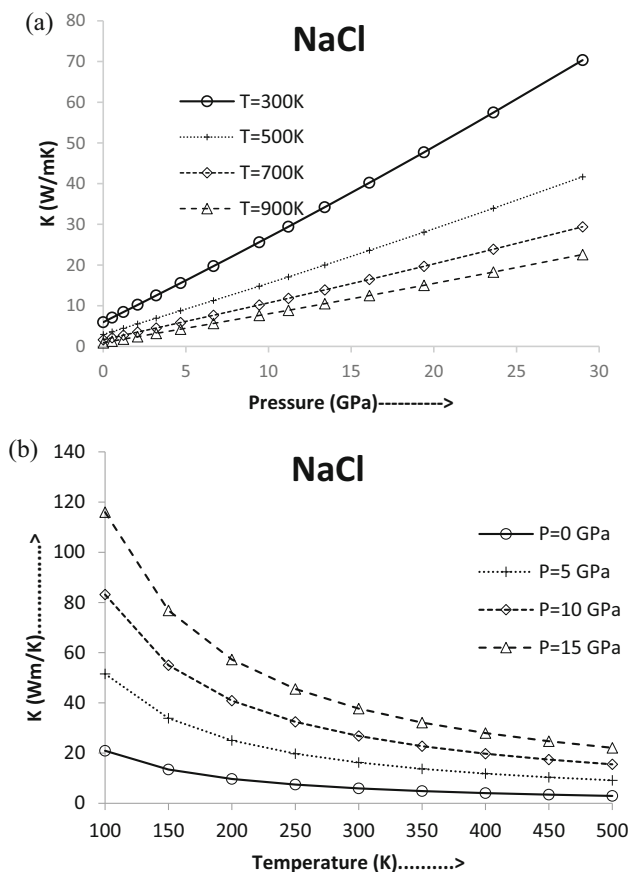 (a)
NaCl
80
70
60
50
40
30
20
10
0
K (W/mK)
T=300K
T=500K
T=700K
T=900K
0 5 10 15 20 25 30
Pressure (GPa)---------->
(b)
NaCl
140
120
100
80
60
40
20
0
K (Wm/K)...............>
P=0 GPa
P=5 GPa
P=10 GPa
P=15 GPa
100 150 200 250 300 350 400 450 500
Temperature (K)..........>